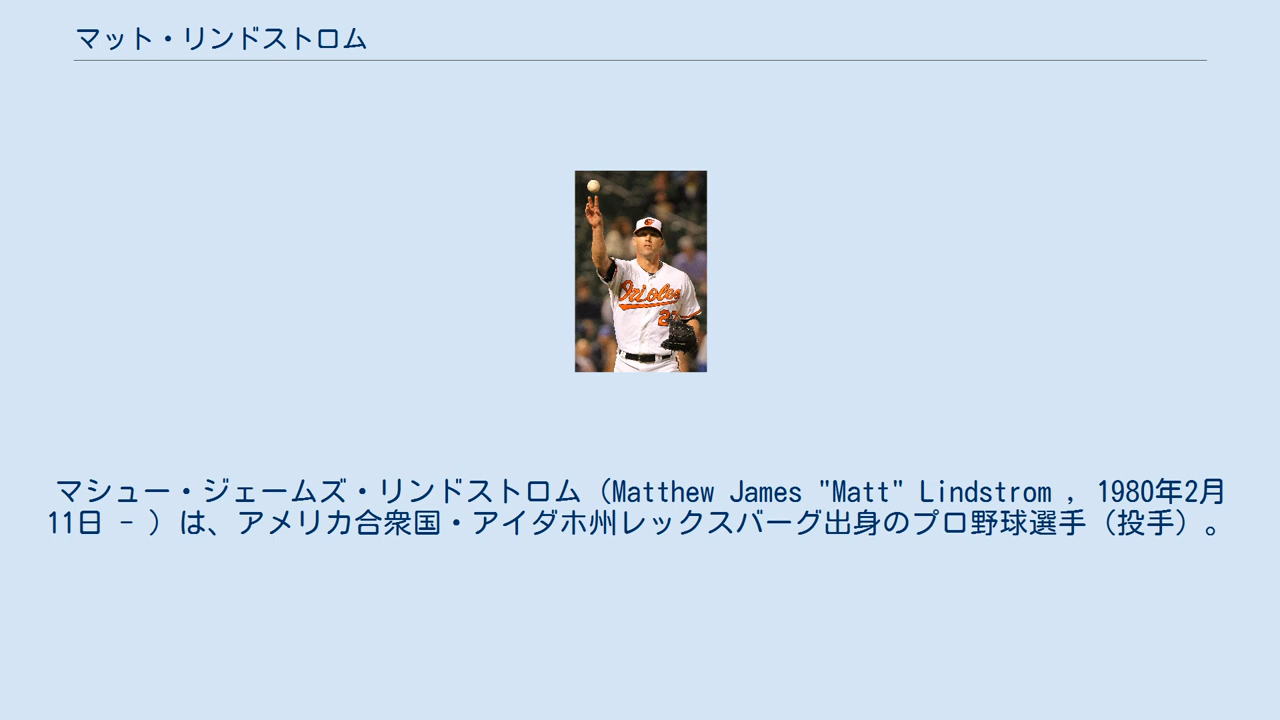 マット・リンドストロム
Orioles
マシュー・ジェームズ・リンドストロム（Matthew James "Matt" Lindstrom , 1980年2月
11日 - ）は、アメリカ合衆国・アイダホ州レックスバーグ出身のプロ野球選手（投手）。